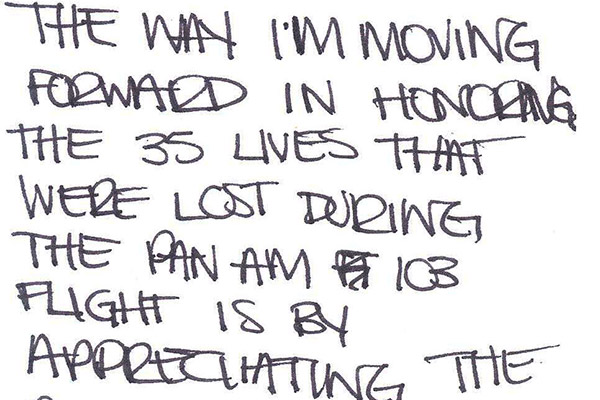 THE WAY I'M MOVING
FORWARD IN HONORING
THE 35 LIVES THAT
WERE LOST DURING
THE PAN AM 103
FLIGHT IS BY
APPRECIATING THE